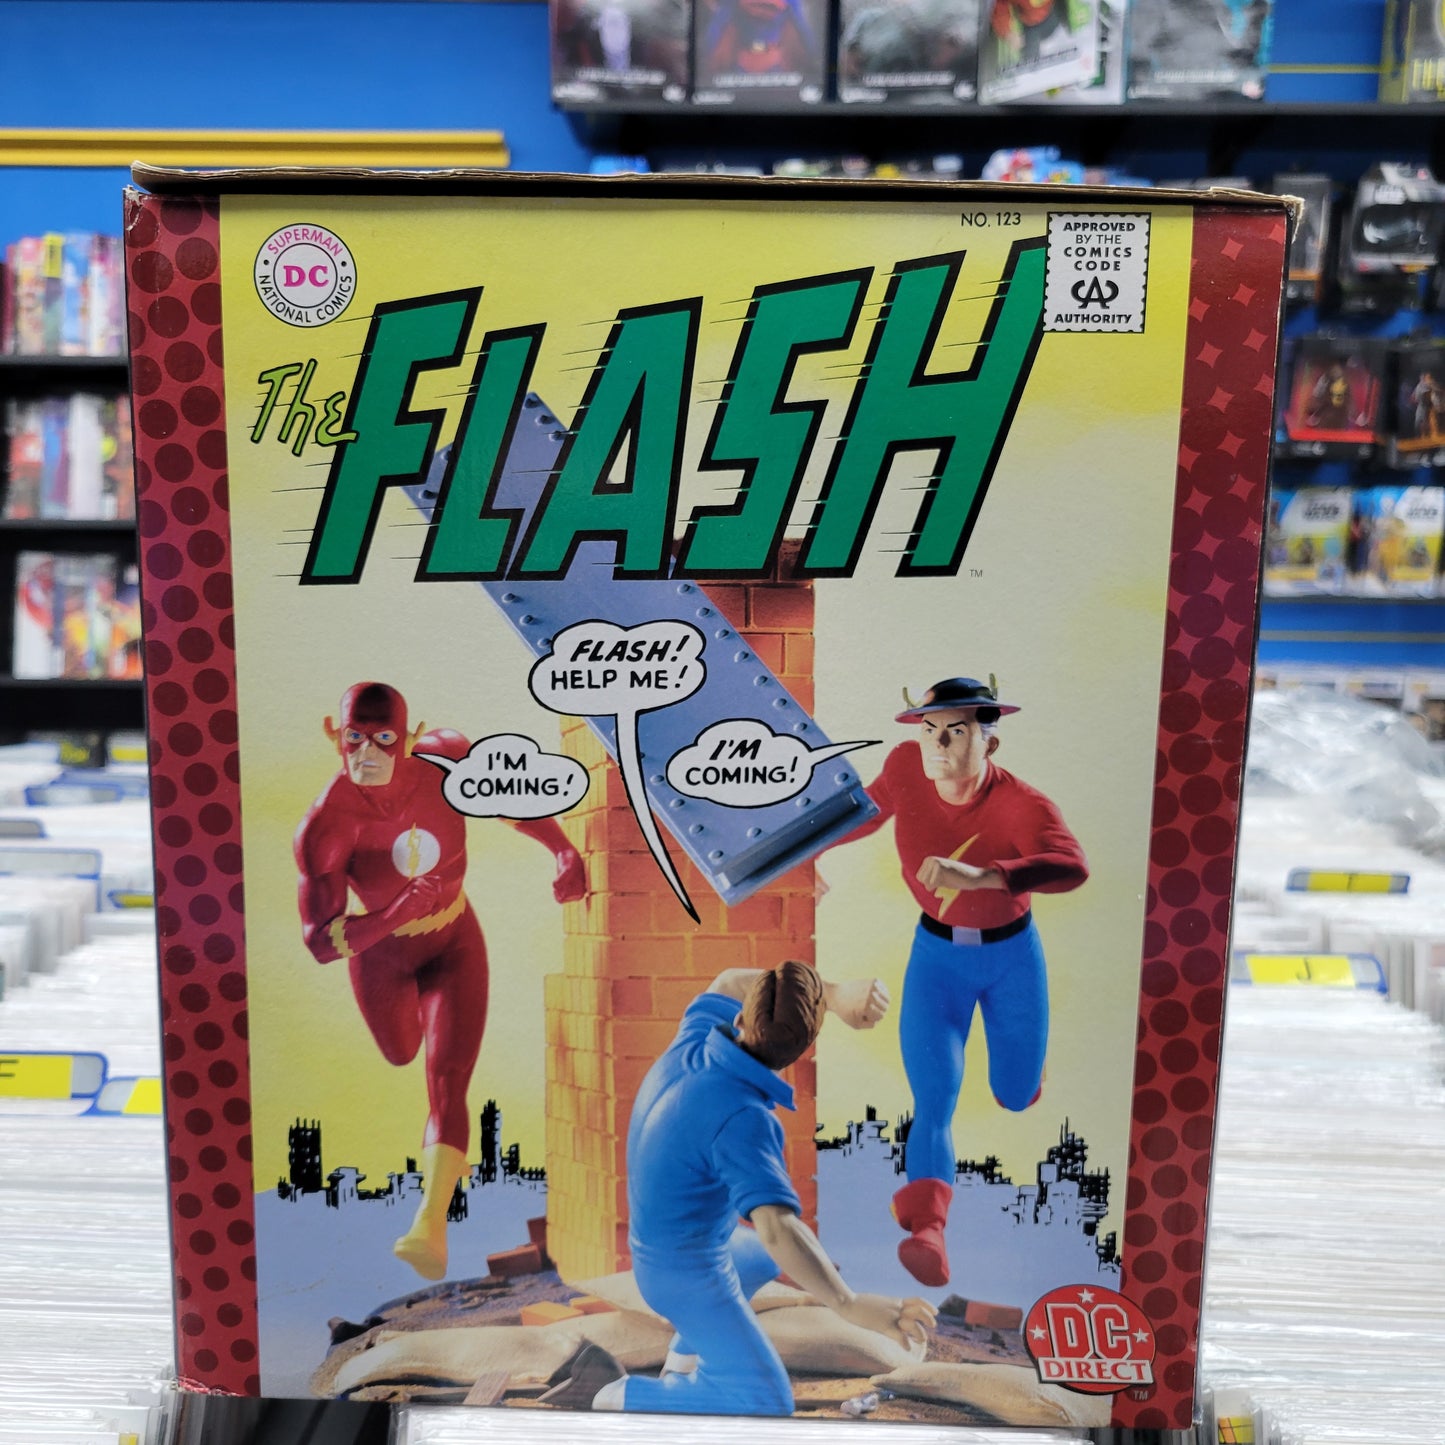 SUPERMAN
DC
NATIONAL COMICS
NO. 123
APPROVED
BY THE
COMICS
CODE
CA
AUTHORITY
The
FLASH
TM
FLASH!
HELP ME!
I'M
COMING!
I'M
COMING!
J
F
DC
DIRECT
TM